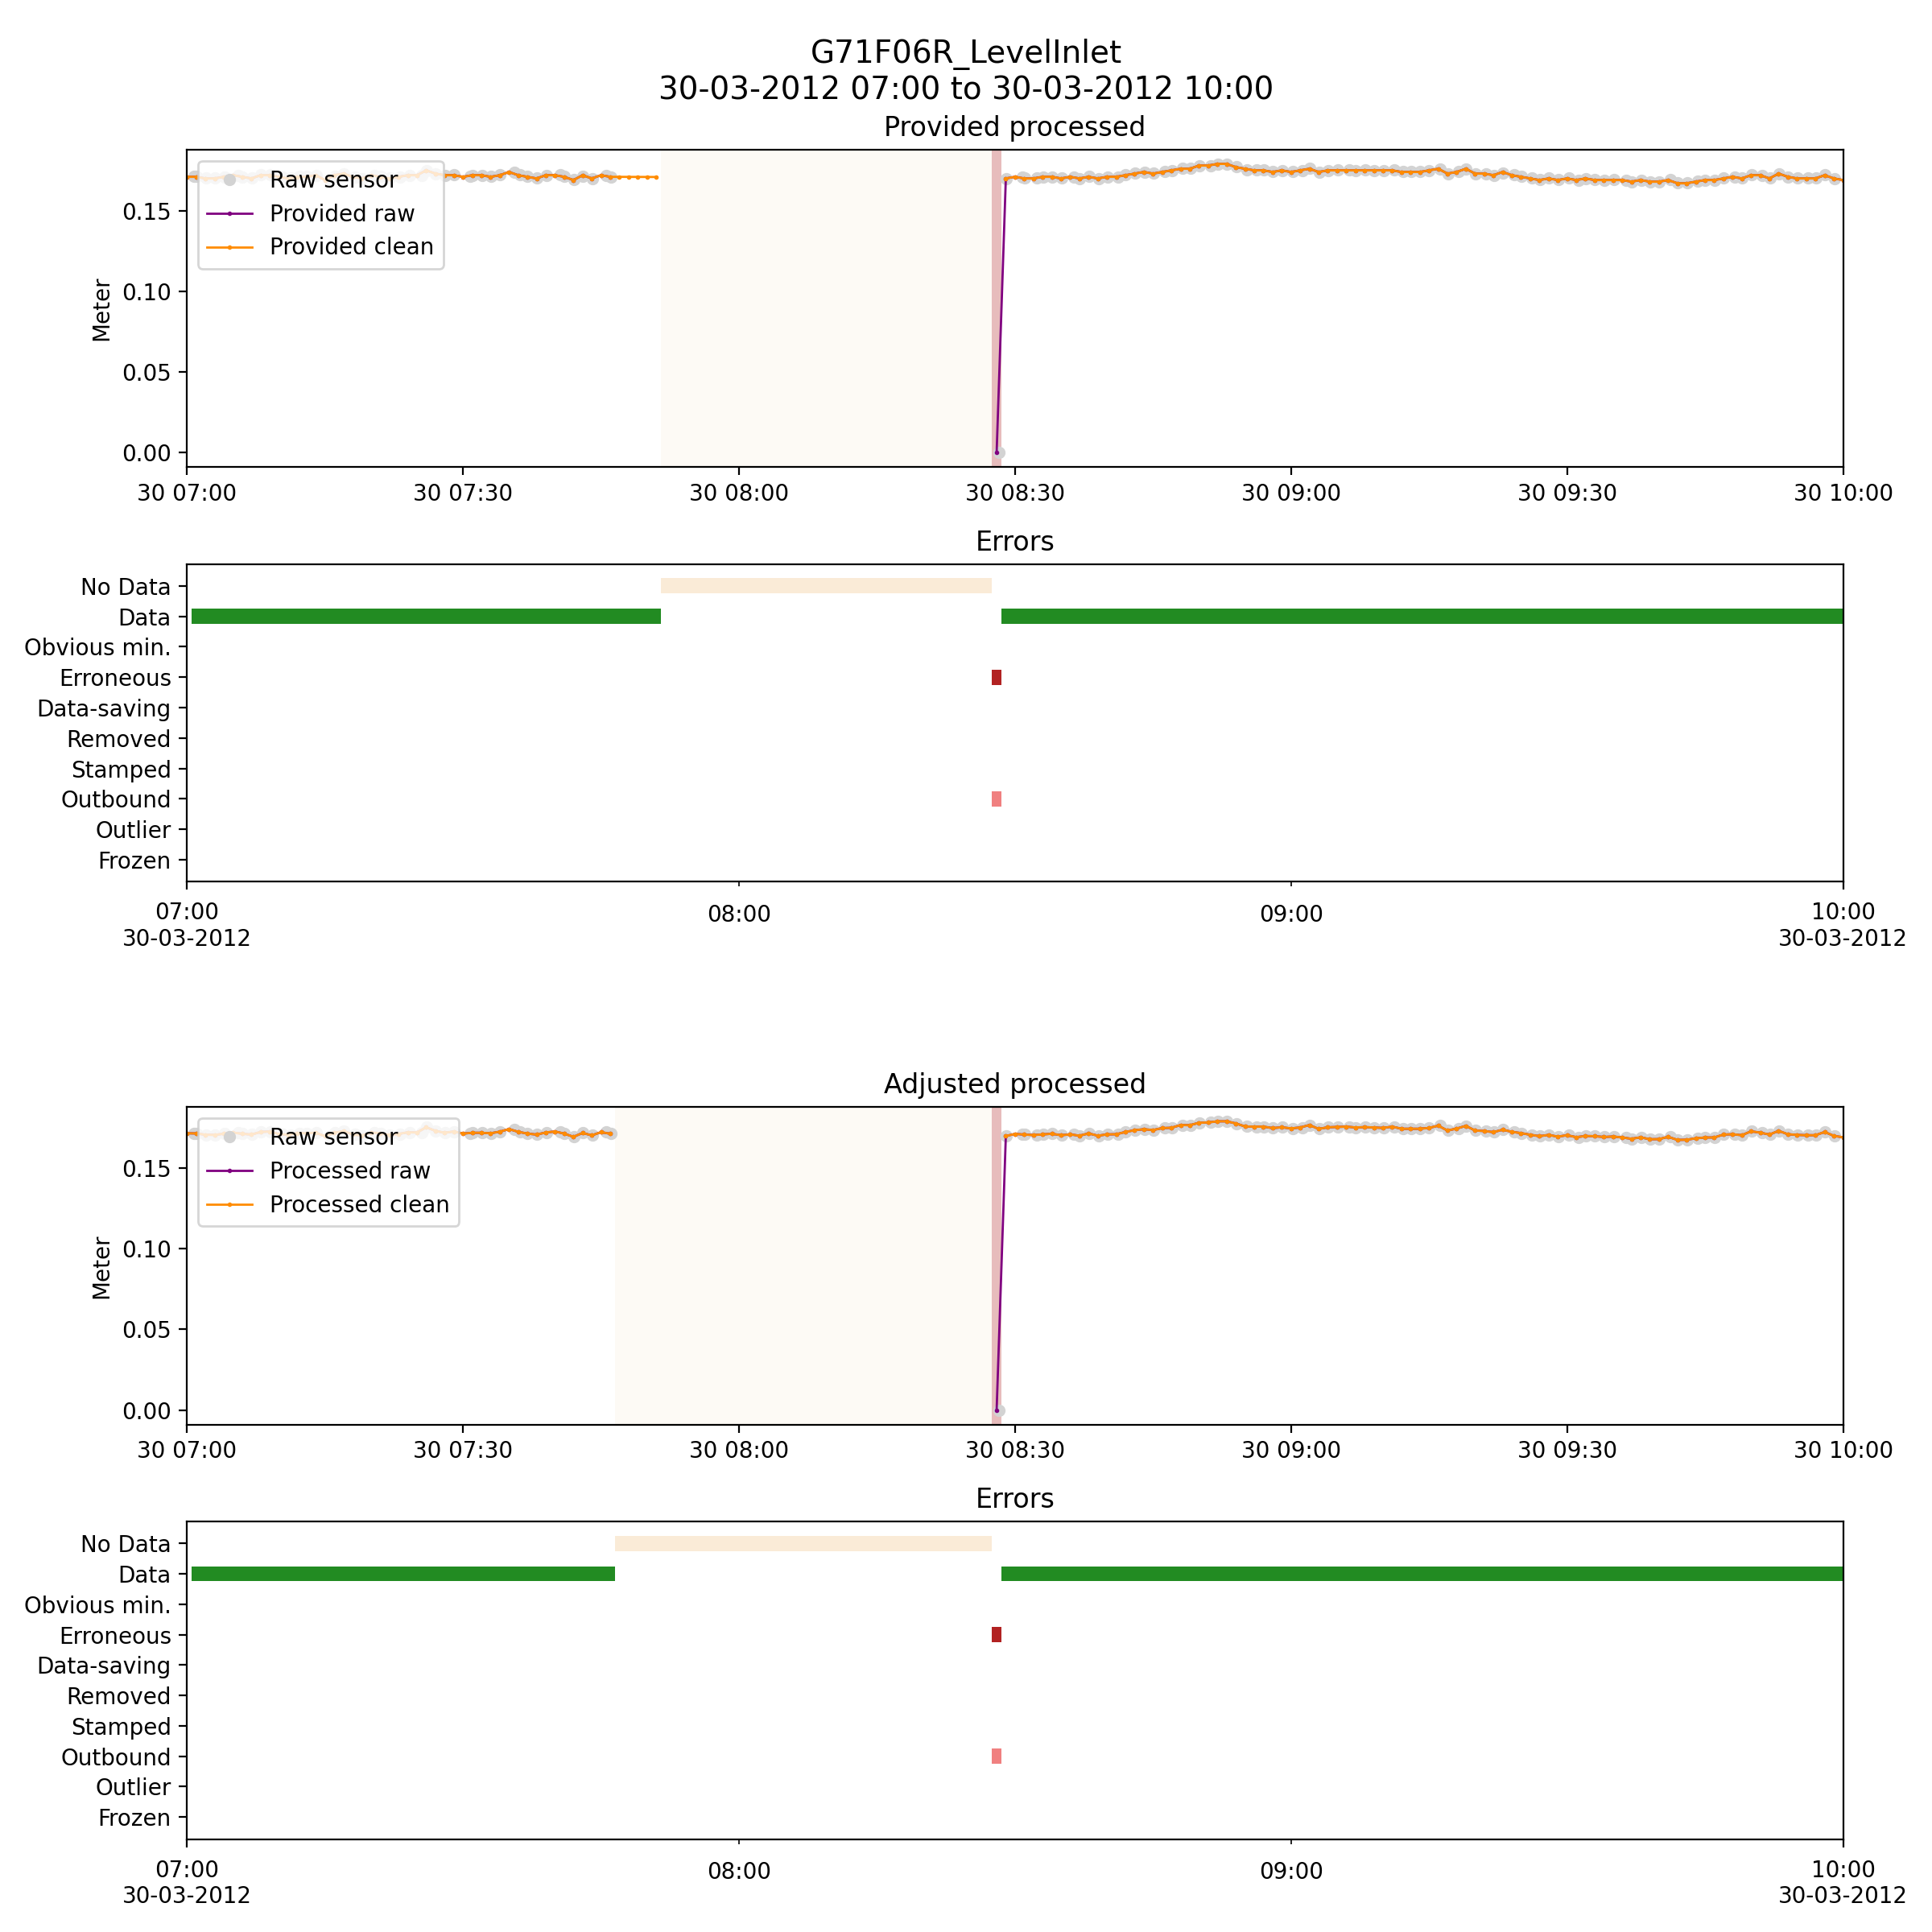 G71F06R_LevelInlet
30-03-2012 07:00 to 30-03-2012 10:00
Provided processed
Raw sensor
Provided raw
Provided clean
Meter
0.15
0.10
0.05
0.00
30 07:00 30 07:30 30 08:00 30 08:30 30 09:00 30 09:30 30 10:00
Errors
No Data
Data
Obvious min.
Erroneous
Data-saving
Removed
Stamped
Outbound
Outlier
Frozen
07:00 08:00 09:00 10:00
30-03-2012 30-03-2012
Adjusted processed
Raw sensor
Processed raw
Processed clean
Meter
0.15
0.10
0.05
0.00
30 07:00 30 07:30 30 08:00 30 08:30 30 09:00 30 09:30 30 10:00
Errors
No Data
Data
Obvious min.
Erroneous
Data-saving
Removed
Stamped
Outbound
Outlier
Frozen
07:00 08:00 09:00 10:00
30-03-2012 30-03-2012